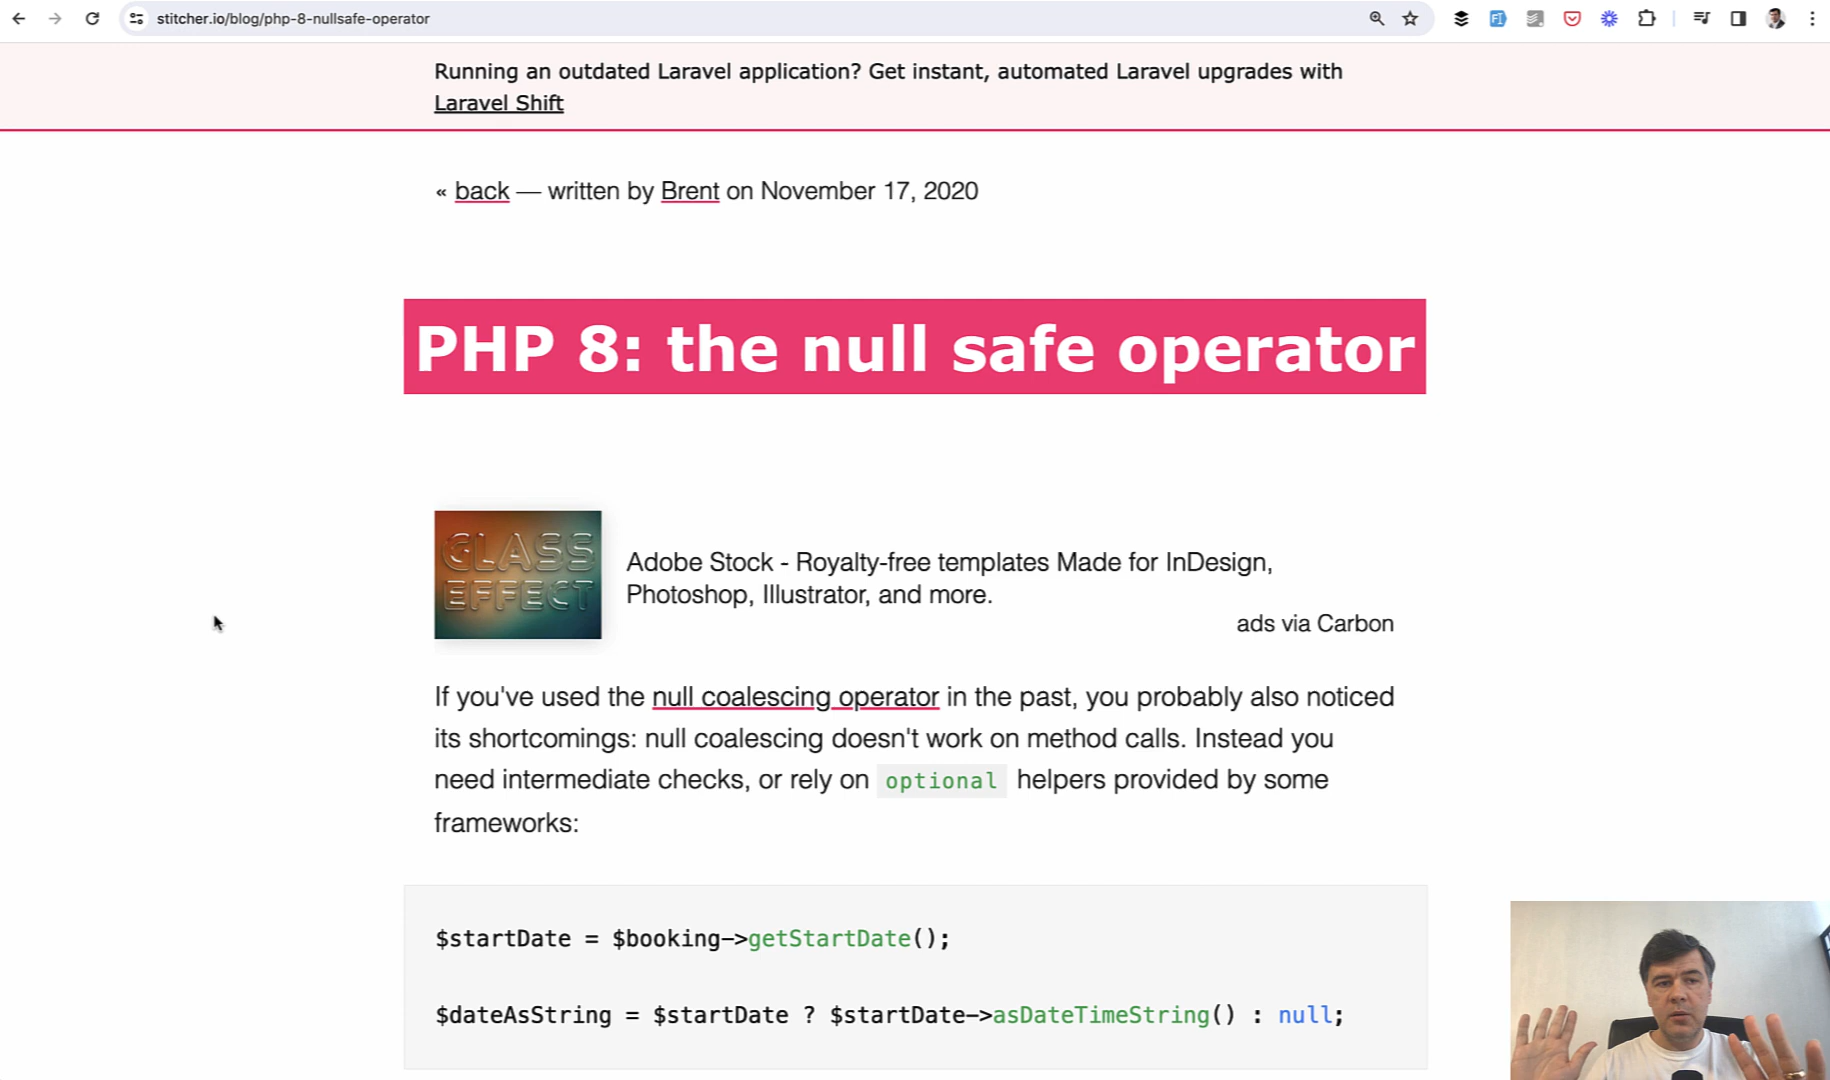 stitcher.io/blog/php-8-nullsafe-operator
Running an outdated Laravel application? Get instant, automated Laravel upgrades with
Laravel Shift
« back — written by Brent on November 17, 2020
PHP 8: the null safe operator
GLASS
EFFECT
Adobe Stock - Royalty-free templates Made for InDesign,
Photoshop, Illustrator, and more.
ads via Carbon
If you've used the null coalescing operator in the past, you probably also noticed
its shortcomings: null coalescing doesn't work on method calls. Instead you
need intermediate checks, or rely on optional helpers provided by some
frameworks:
$startDate = $booking->getStartDate();
$dateAsString = $startDate ? $startDate->asDateTimeString() : null;